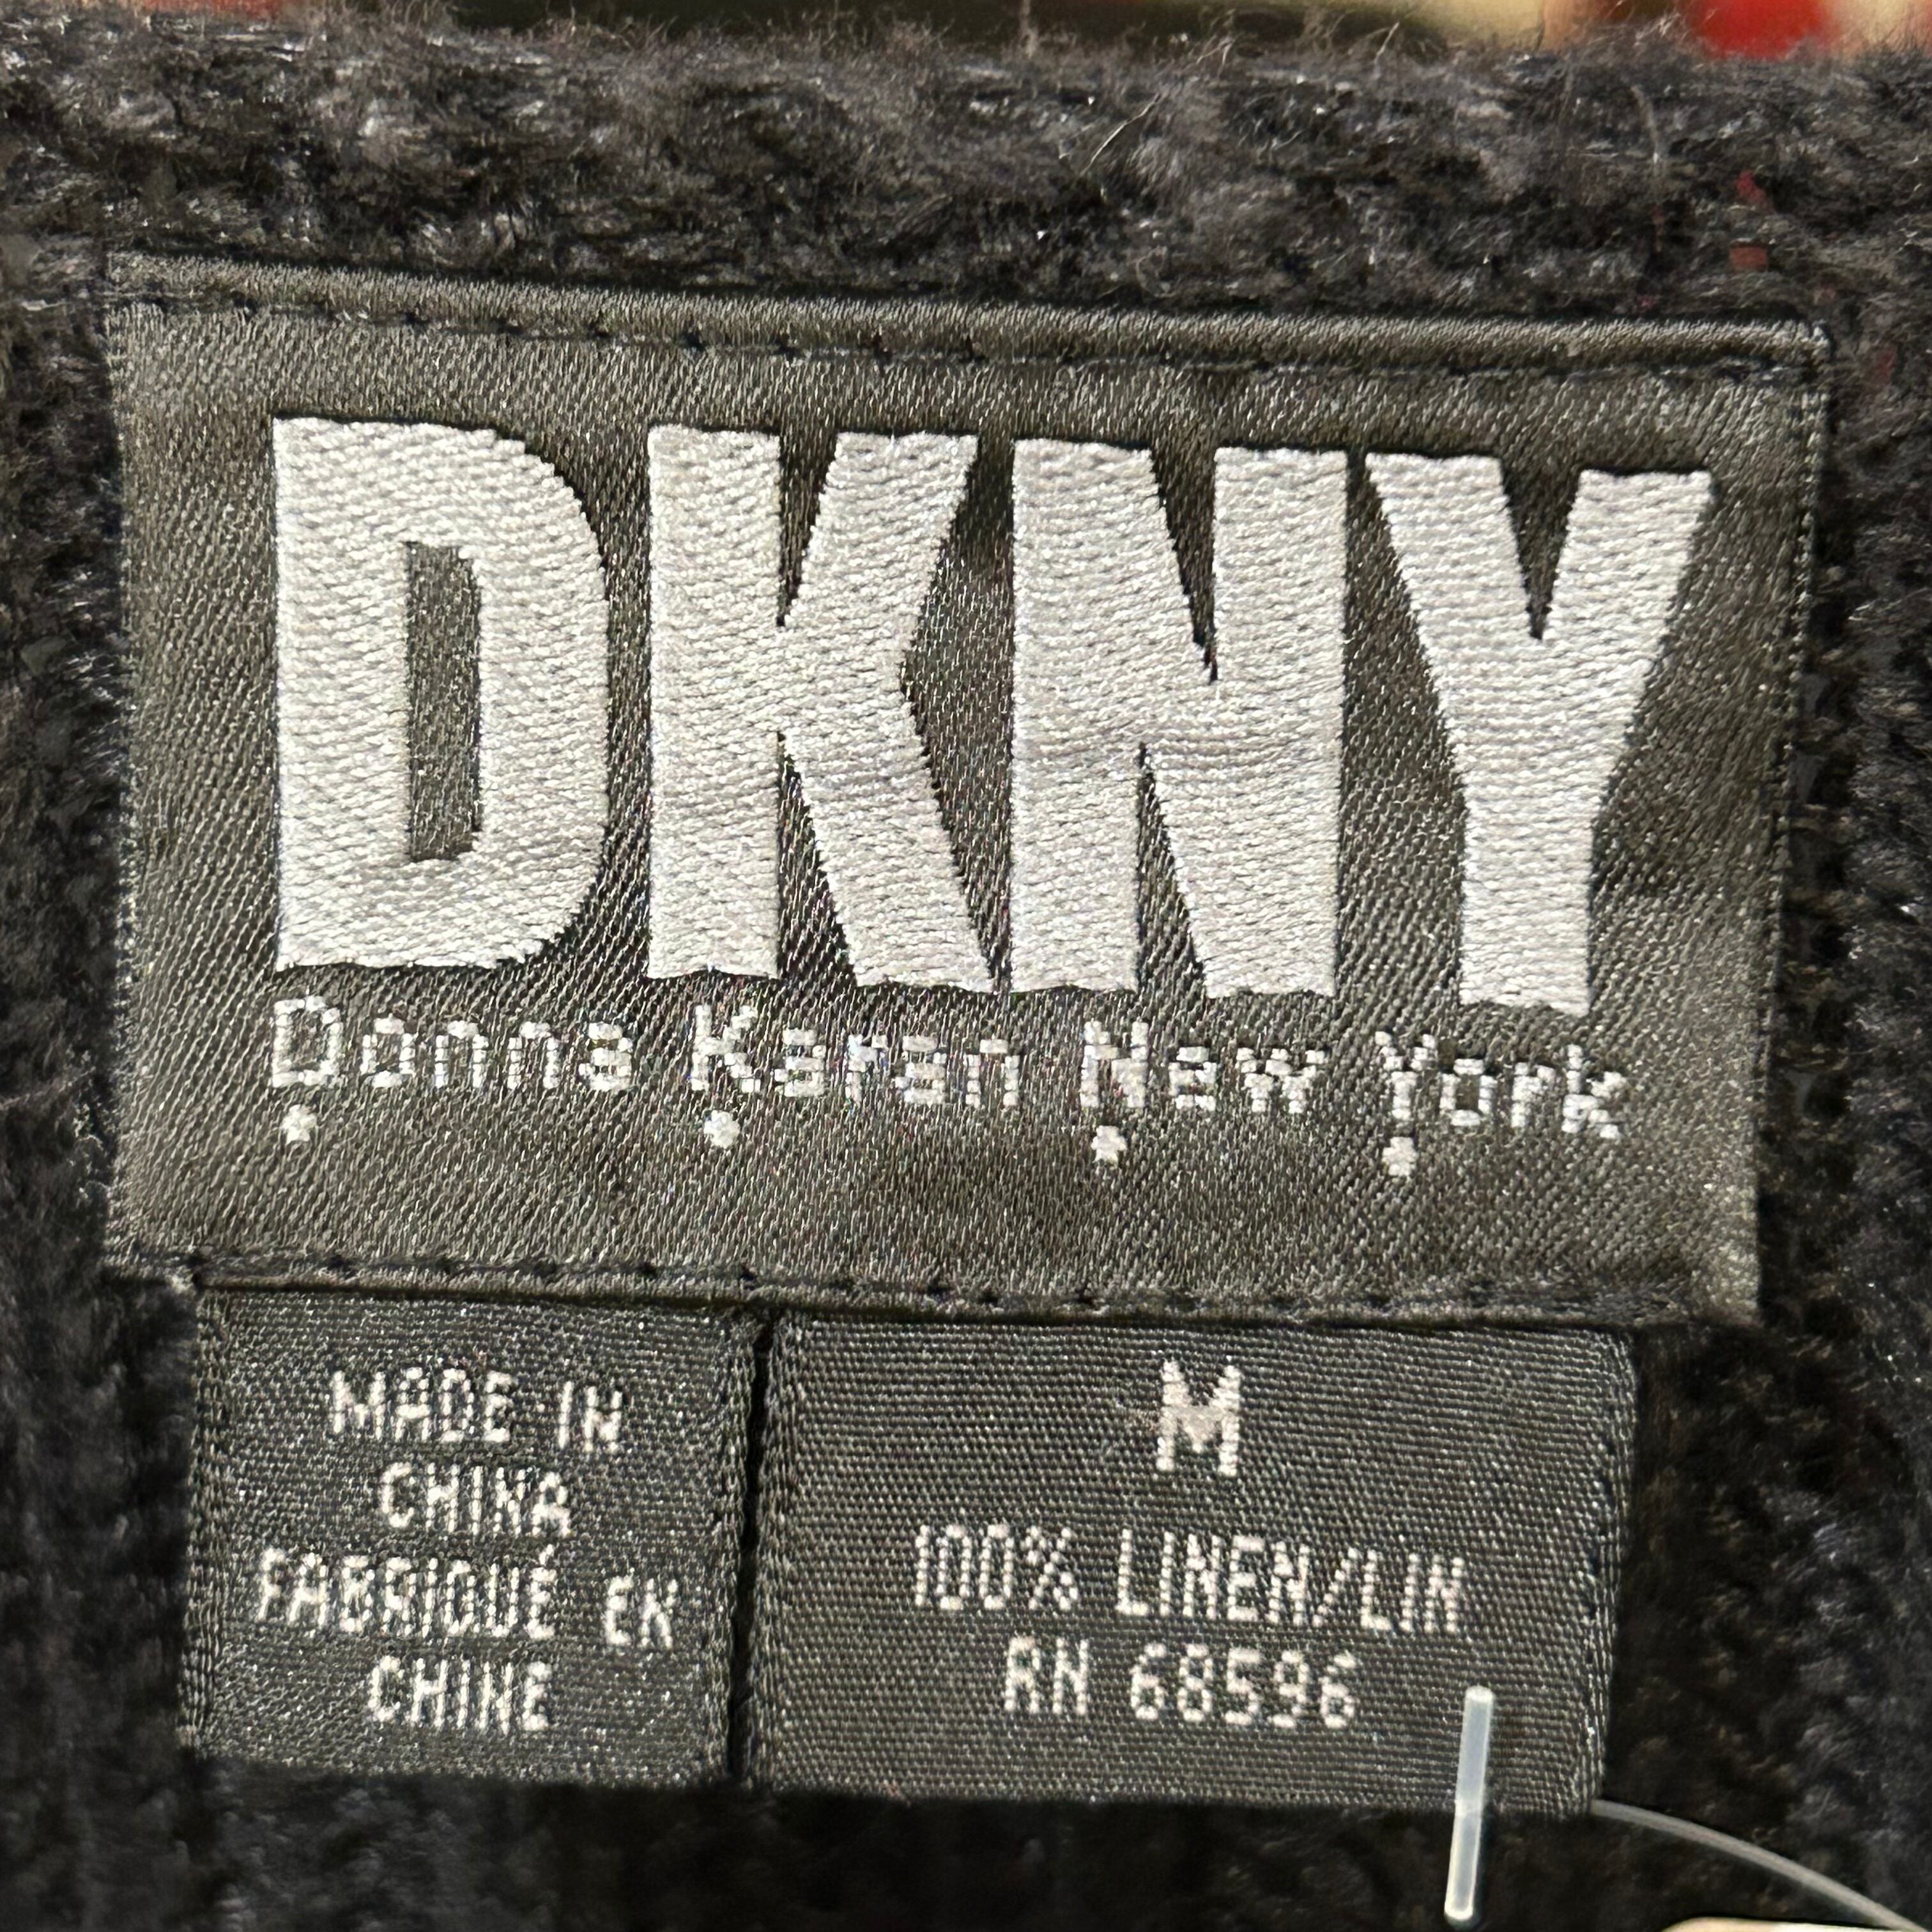 DKNY
Donna Karan New York
MADE IN
CHINA
FABRIQUÉ EN
CHINE
M
100% LINEN/LIN
RN 68596